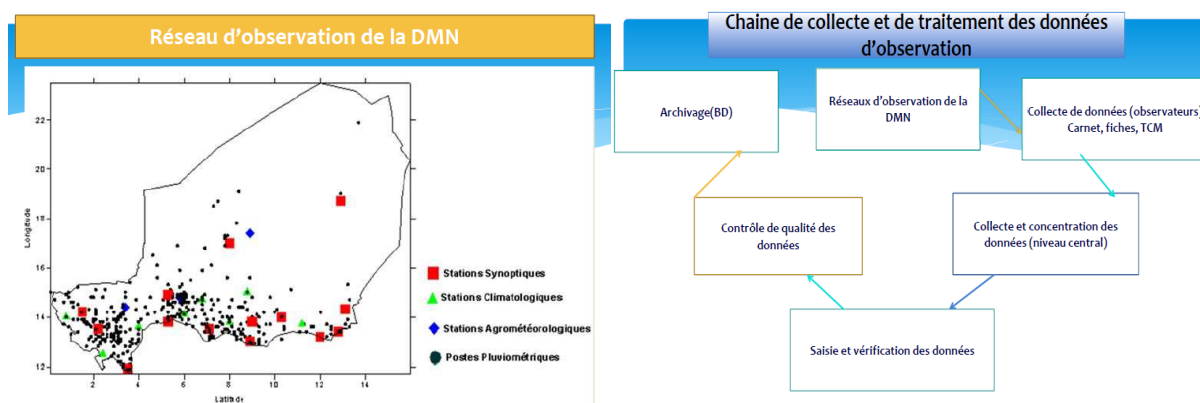 Réseau d'observation de la DMN
22
20
18
16
14
12
Longitude
2
4
6
8
10
12
14
Latitude
Stations Synoptiques
Stations Climatologiques
Stations Agrométéorologiques
Postes Pluviométriques
Chaine de collecte et de traitement des données
d'observation
Archivage(BD)
Réseaux d'observation de la
DMN
Collecte de données (observateurs)
Carnet, fiches, TCM
Contrôle de qualité des
données
Collecte et concentration des
données (niveau central)
Saisie et vérification des données